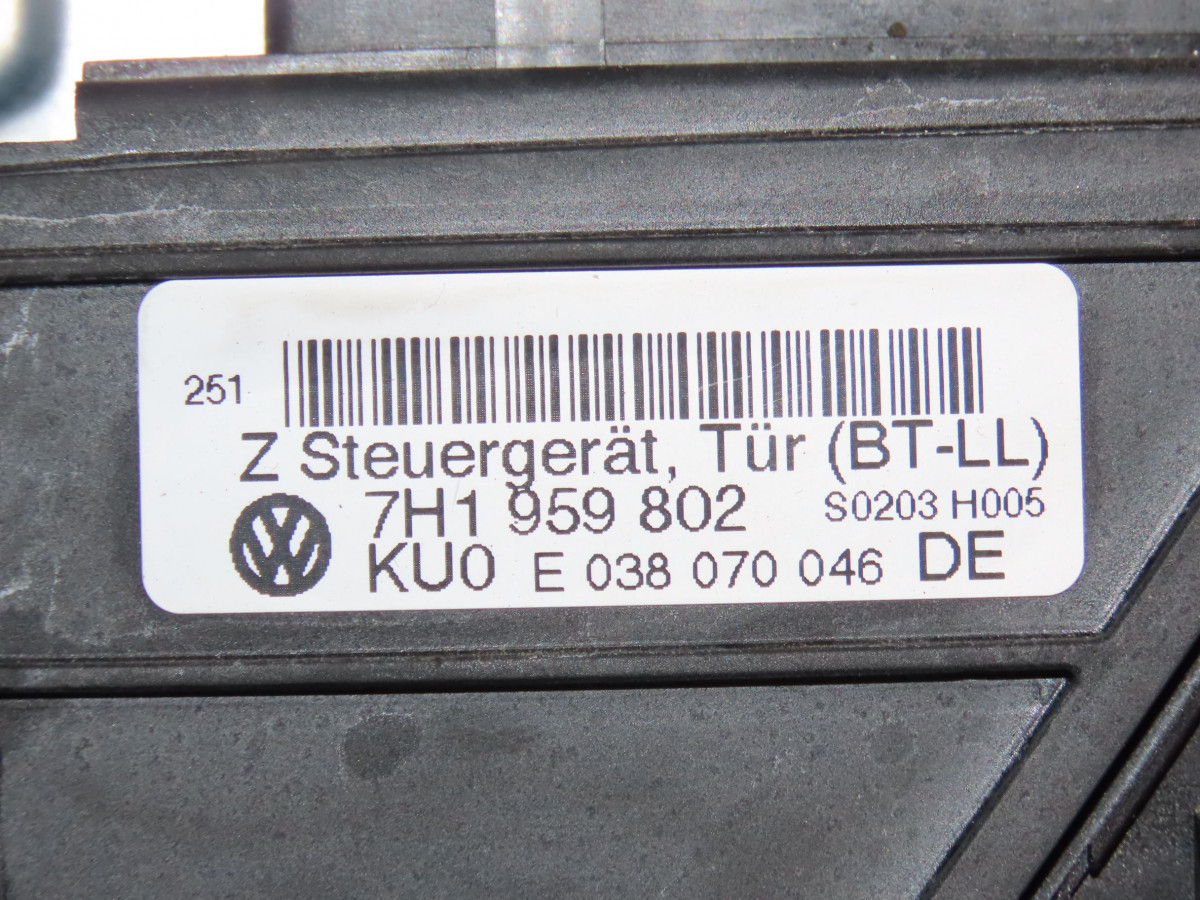 251
Z Steuergerät, Tür (BT-LL)
7H1 959 802 S0203 H005
KU0 E 038 070 046 DE